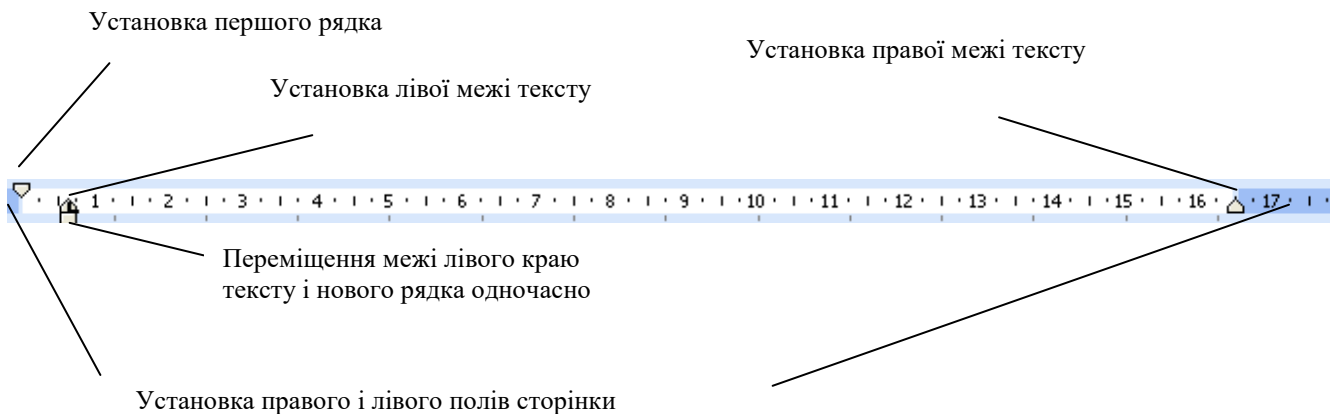 Установка першого рядка
Установка правої межі тексту
Установка лівої межі тексту
1 2 3 4 5 6 7 8 9 10 11 12 13 14 15 16 17
Переміщення межі лівого краю
тексту і нового рядка одночасно
Установка правого і лівого полів сторінки